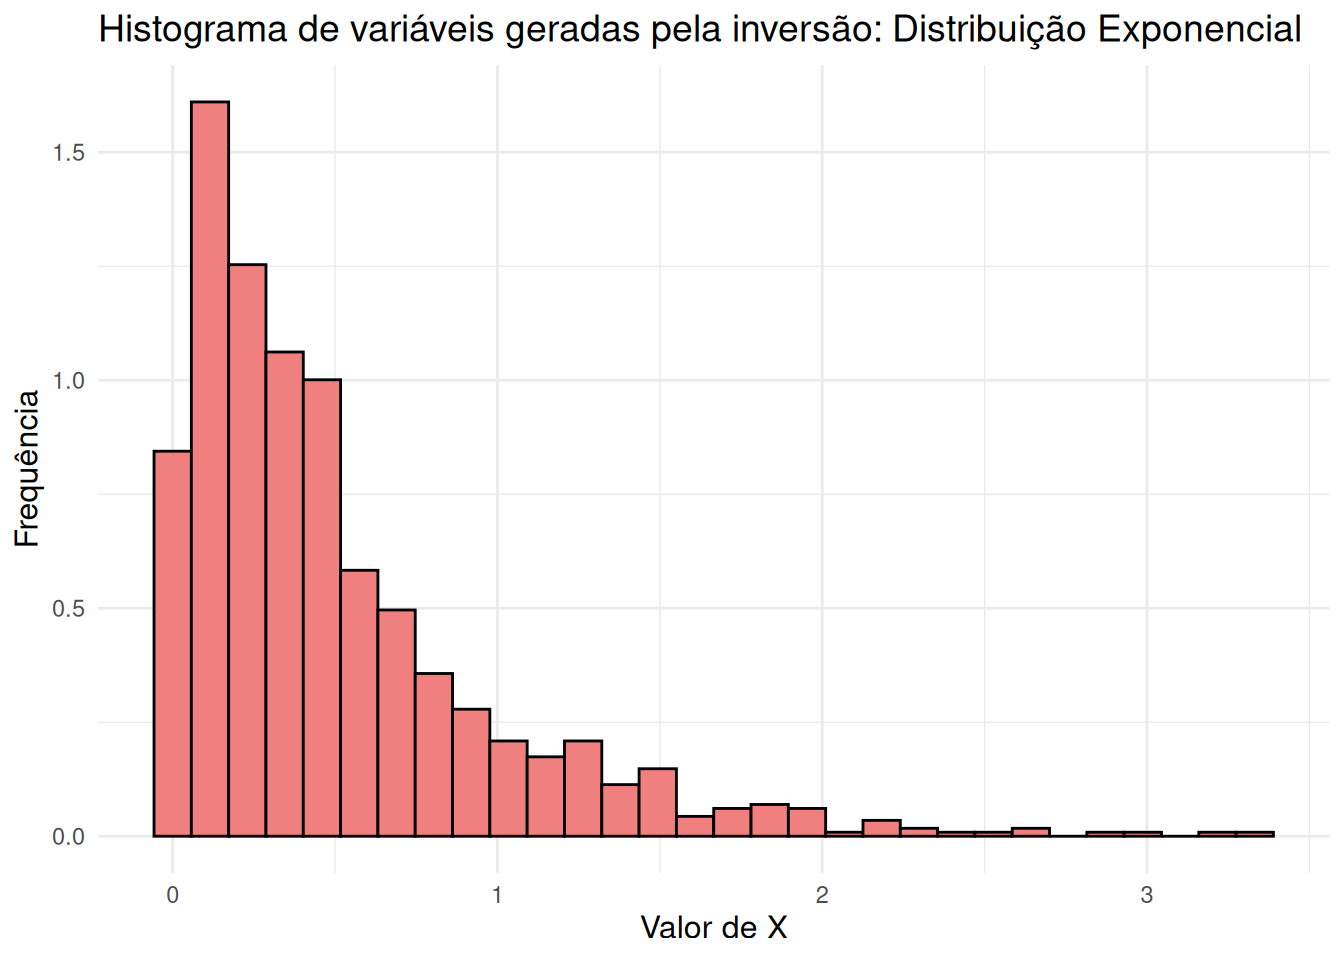 Histograma de variáveis geradas pela inversão: Distribuição Exponencial
Frequência
1.5
1.0
0.5
0.0
0
1
2
3
Valor de X